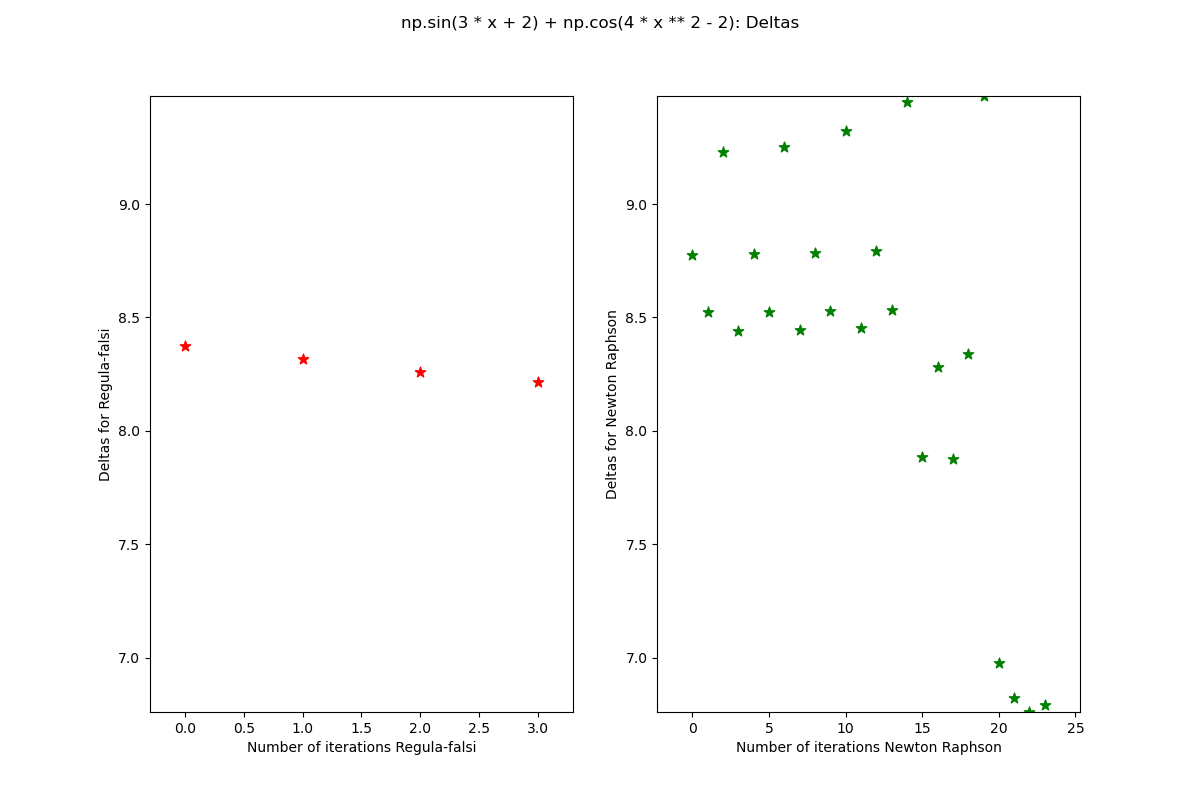 np.sin(3 * x + 2) + np.cos(4 * x ** 2 - 2): Deltas
Deltas for Regula-falsi
9.0
8.5
8.0
7.5
7.0
0.0 0.5 1.0 1.5 2.0 2.5 3.0
Number of iterations Regula-falsi
Deltas for Newton Raphson
9.0
8.5
8.0
7.5
7.0
0 5 10 15 20 25
Number of iterations Newton Raphson